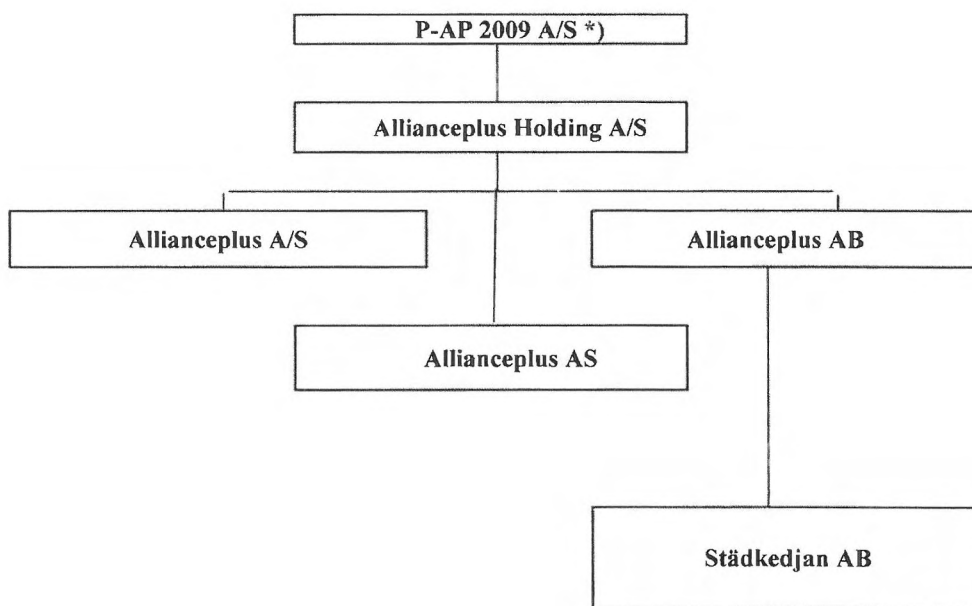 P-AP 2009 A/S *)
Allianceplus Holding A/S
Allianceplus A/S
Allianceplus AB
Allianceplus AS
Städkedjan AB